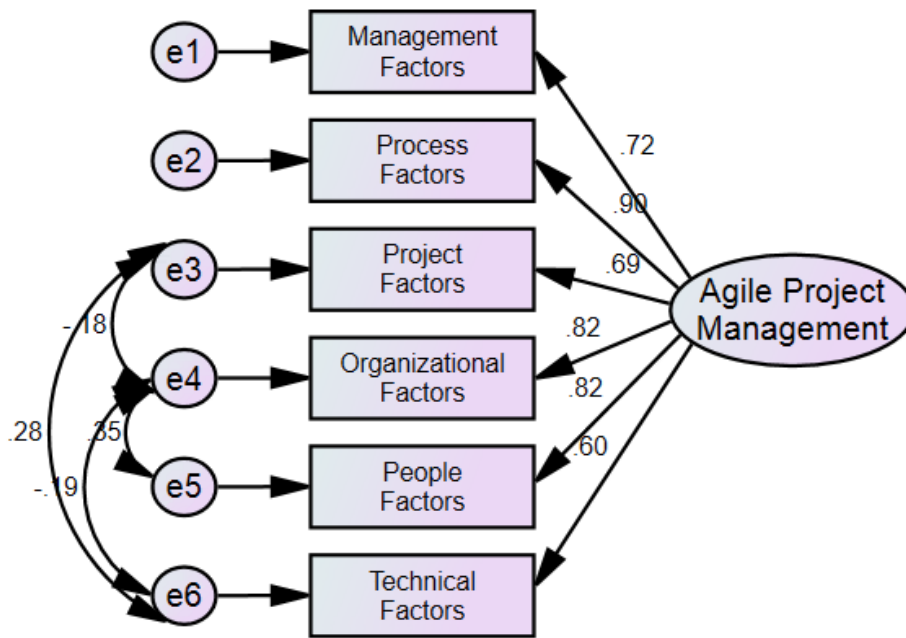 e1
Management
Factors
.72
e2
Process
Factors
.90
e3
Project
Factors
.69
Agile Project
Management
-.18
.82
e4
Organizational
Factors
.82
.28
.35
-.19
.60
e5
People
Factors
e6
Technical
Factors